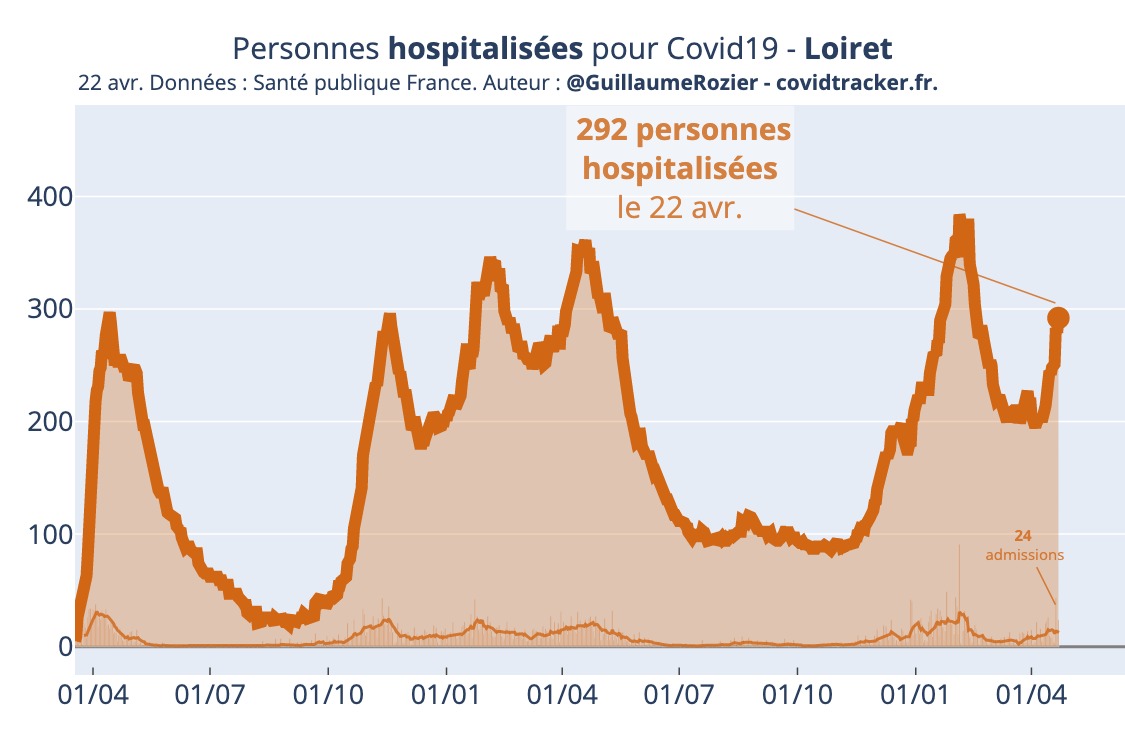 Personnes hospitalisées pour Covid19 - Loiret
22 avr. Données : Santé publique France. Auteur : @GuillaumeRozier - covidtracker.fr.
292 personnes
hospitalisées
le 22 avr.
400
300
200
100
0
24
admissions
01/04 01/07 01/10 01/01 01/04 01/07 01/10 01/01 01/04